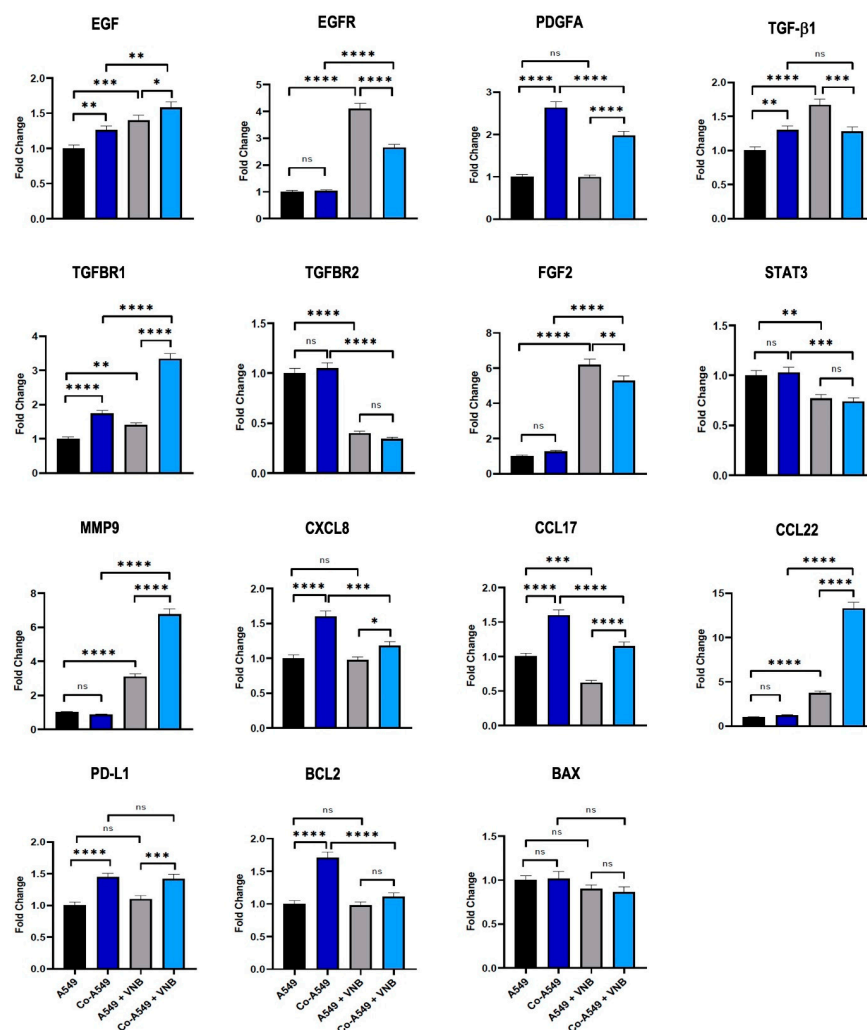 EGF
EGFR
PDGFA
TGF-β1
**
***
*
**
Fold Change
2.0
1.5
1.0
0.5
0.0
****
****
****
ns
Fold Change
5
4
3
2
1
0
ns
****
****
****
Fold Change
4
3
2
1
0
ns
****
***
**
Fold Change
2.0
1.5
1.0
0.5
0.0
TGFBR1
TGFBR2
FGF2
STAT3
****
****
**
****
Fold Change
4
3
2
1
0
****
ns
****
ns
Fold Change
1.5
1.0
0.5
0.0
****
****
**
ns
Fold Change
8
6
4
2
0
**
ns
***
ns
Fold Change
1.5
1.0
0.5
0.0
MMP9
CXCL8
CCL17
CCL22
****
****
****
ns
Fold Change
8
6
4
2
0
ns
****
***
*
Fold Change
2.0
1.5
1.0
0.5
0.0
***
****
****
****
Fold Change
2.0
1.5
1.0
0.5
0.0
****
****
****
ns
Fold Change
15
10
5
0
PD-L1
BCL2
BAX
ns
ns
****
***
Fold Change
2.0
1.5
1.0
0.5
0.0
A549
Co-A549
A549 + VNB
Co-A549 + VNB
ns
****
****
ns
Fold Change
2.0
1.5
1.0
0.5
0.0
A549
Co-A549
A549 + VNB
Co-A549 + VNB
ns
ns
ns
ns
Fold Change
1.5
1.0
0.5
0.0
A549
Co-A549
A549 + VNB
Co-A549 + VNB